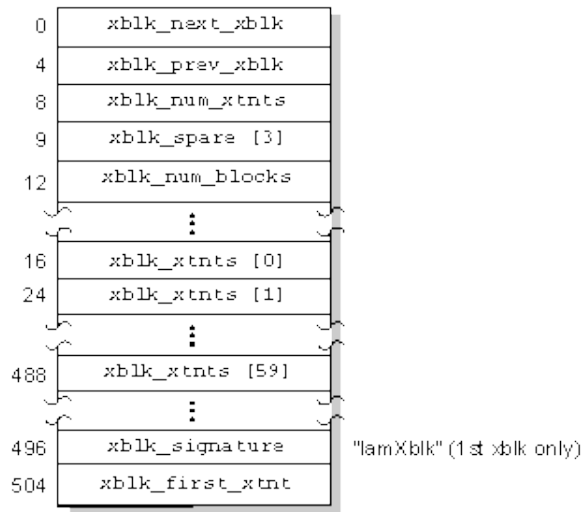 0 xblk_next_xblk
4 xblk_prev_xblk
8 xblk_num_xtnts
9 xblk_spare [3]
12 xblk_num_blocks
16 xblk_xtnts [0]
24 xblk_xtnts [1]
488 xblk_xtnts [59]
496 xblk_signature "IamXblk" (1st xblk only)
504 xblk_first_xtnt